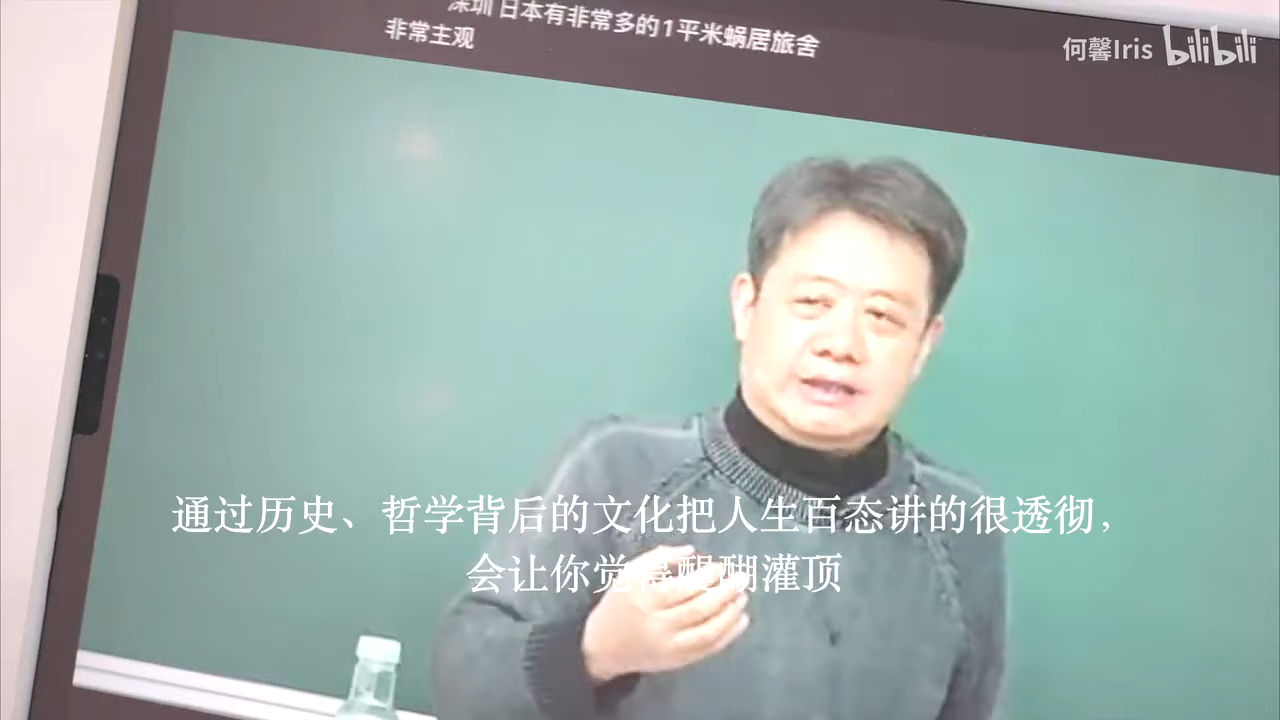 深圳 日本有非常多的1平米蜗居旅舍
非常主观
何馨Iris bilibili
通过历史、哲学背后的文化把人生百态讲的很透彻，
会让你觉得醍醐灌顶